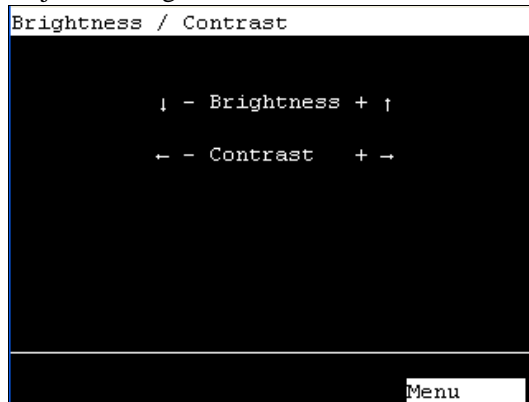 Brightness / Contrast
↓ - Brightness + ↑
← - Contrast + →
Menu